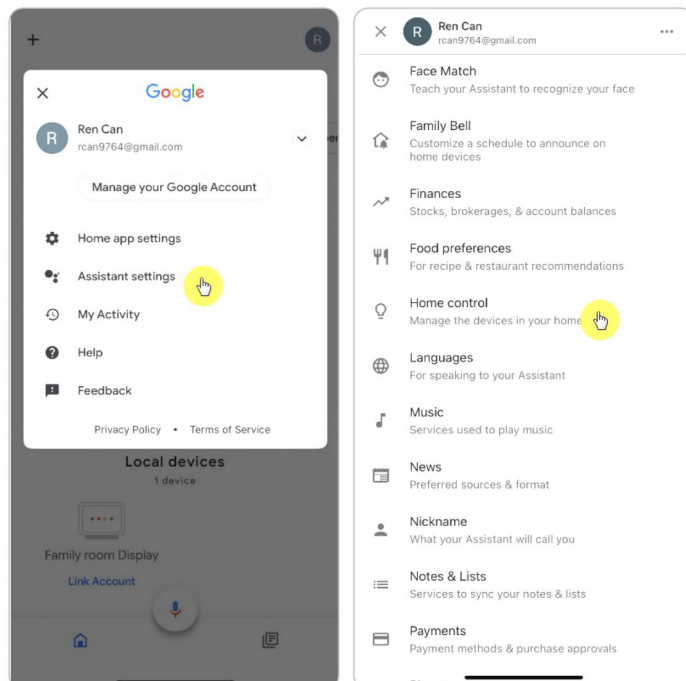 +
R
Google
R
Ren Can
rcan9764@gmail.com
Manage your Google Account
Home app settings
Assistant settings
My Activity
Help
Feedback
Privacy Policy • Terms of Service
Local devices
1 device
Family room Display
Link Account
R
Ren Can
rcan9764@gmail.com
Face Match
Teach your Assistant to recognize your face
Family Bell
Customize a schedule to announce on
home devices
Finances
Stocks, brokerages, & account balances
Food preferences
For recipe & restaurant recommendations
Home control
Manage the devices in your home
Languages
For speaking to your Assistant
Music
Services used to play music
News
Preferred sources & format
Nickname
What your Assistant will call you
Notes & Lists
Services to sync your notes & lists
Payments
Payment methods & purchase approvals